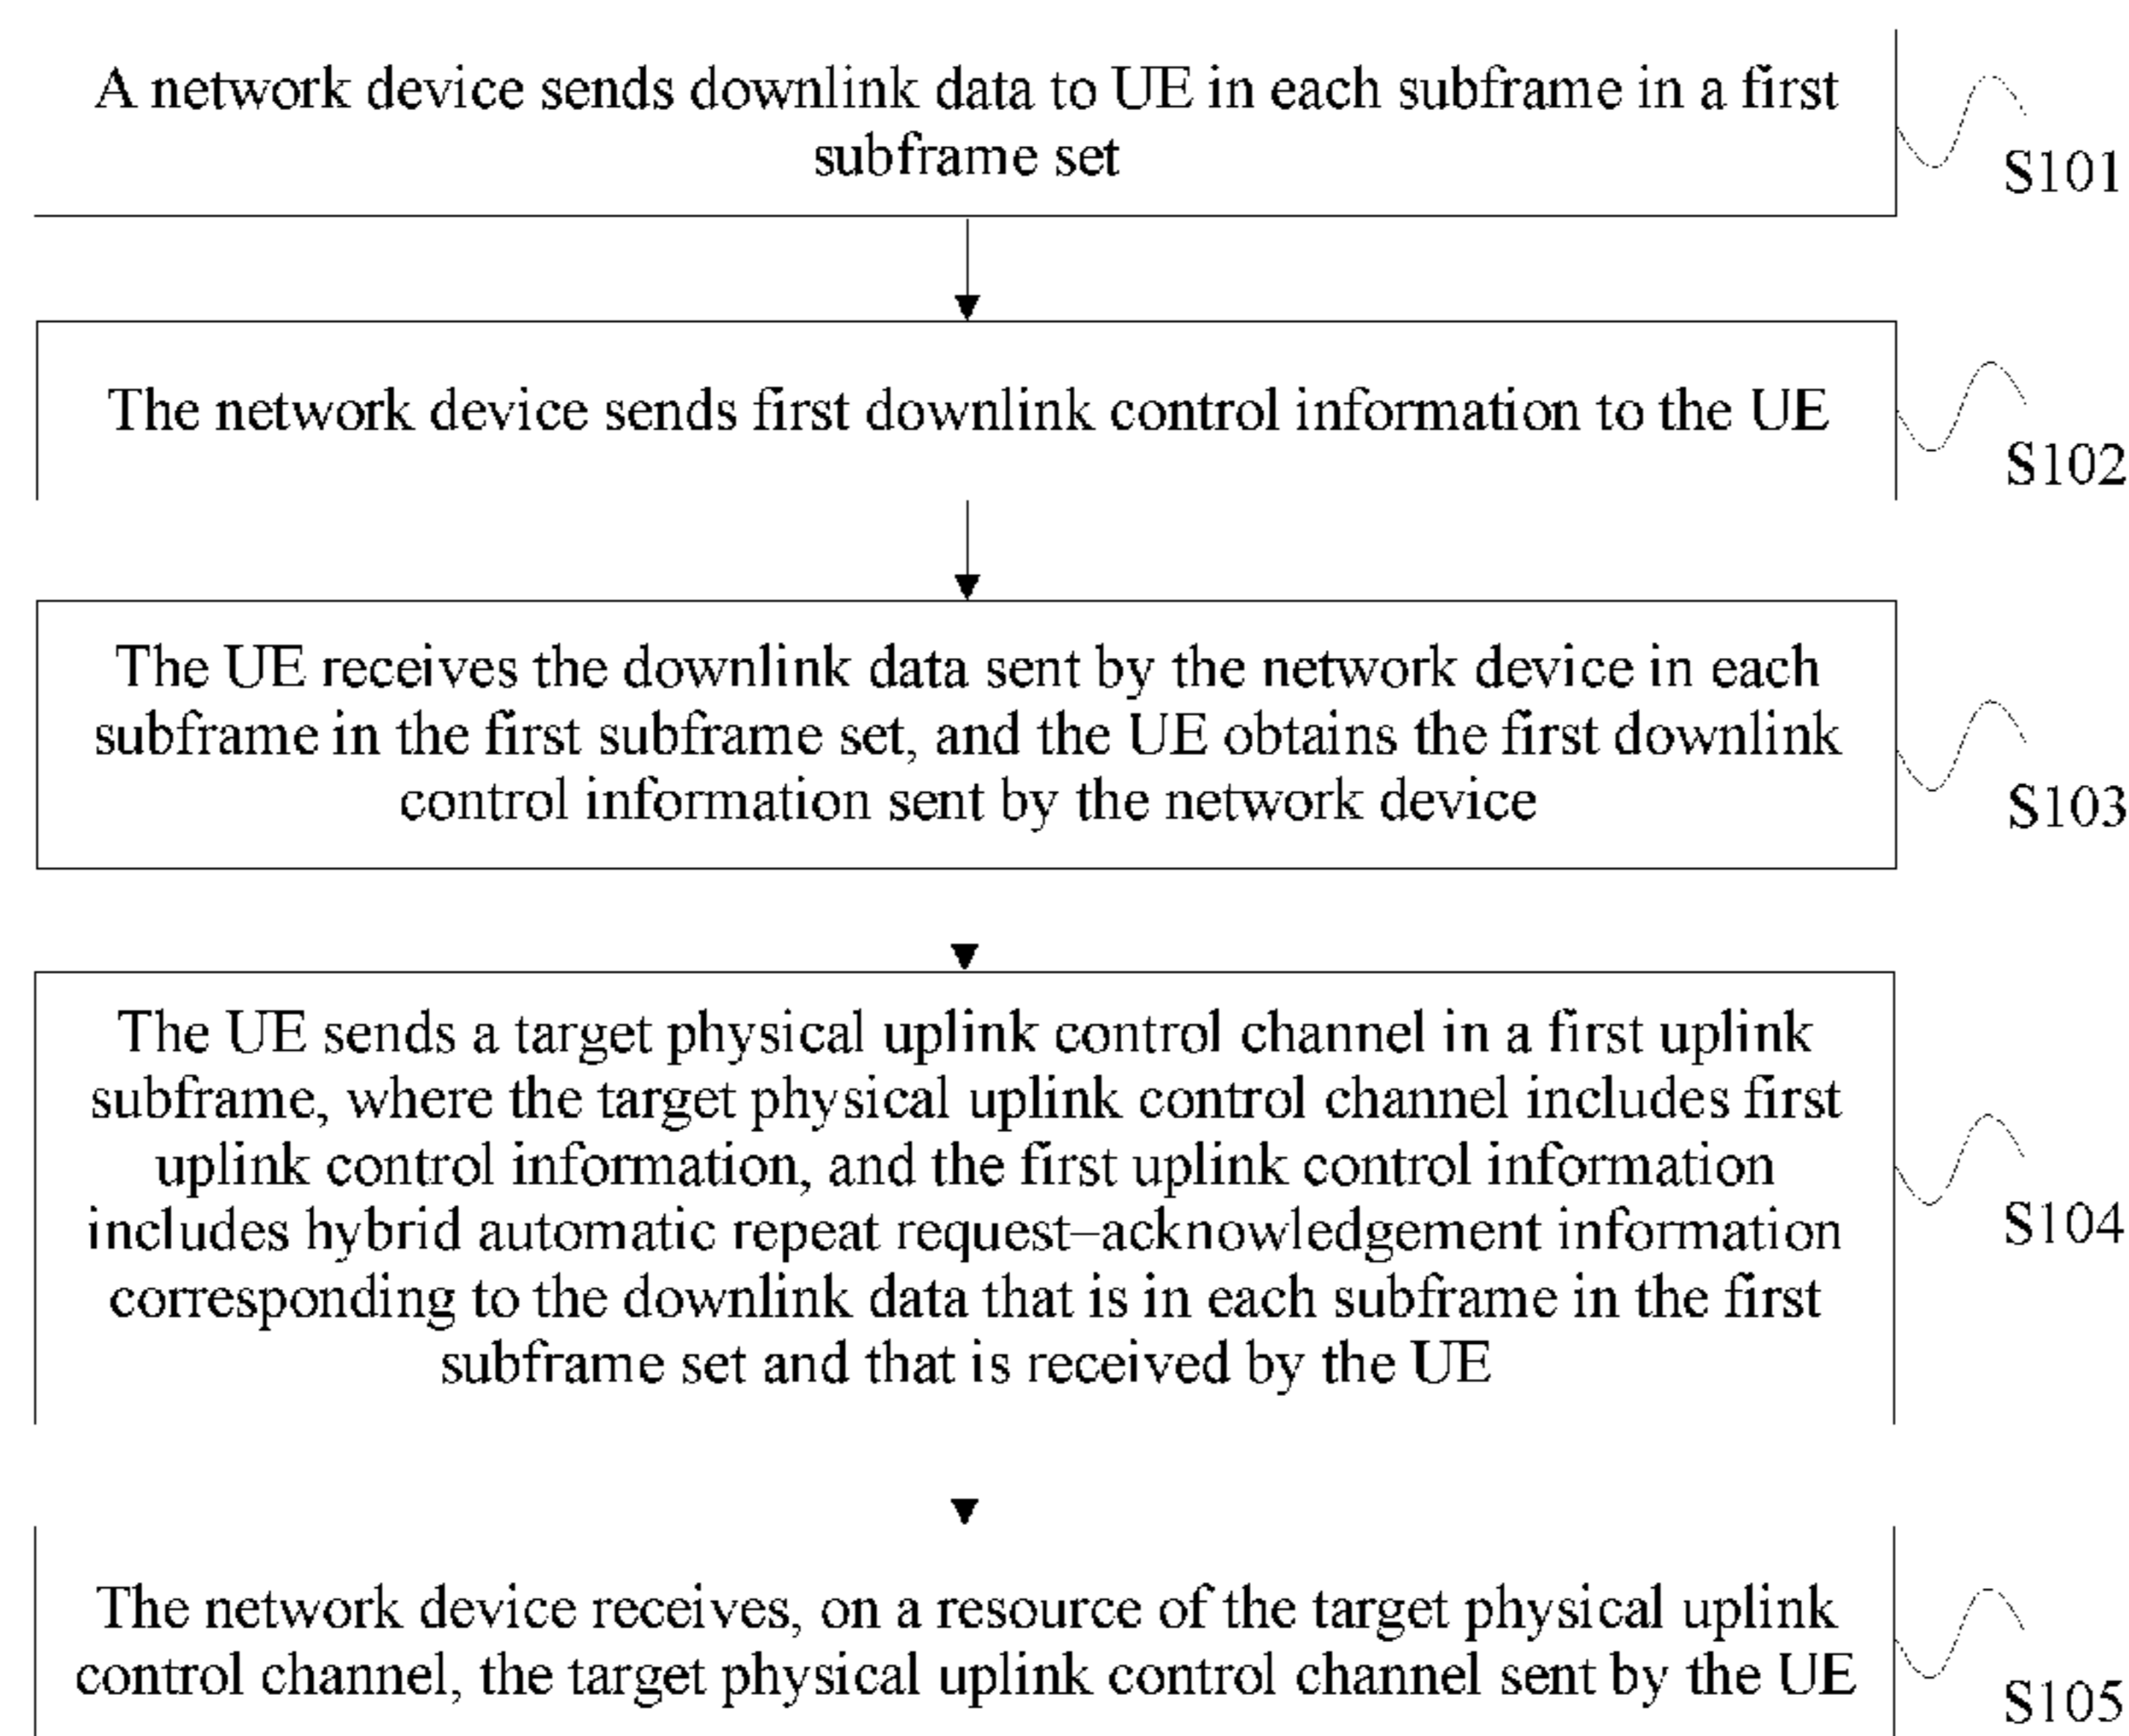 A network device sends downlink data to UE in each subframe in a first
subframe set
S101
The network device sends first downlink control information to the UE
S102
The UE receives the downlink data sent by the network device in each
subframe in the first subframe set, and the UE obtains the first downlink
control information sent by the network device
S103
The UE sends a target physical uplink control channel in a first uplink
subframe, where the target physical uplink control channel includes first
uplink control information, and the first uplink control information
includes hybrid automatic repeat request–acknowledgement information
corresponding to the downlink data that is in each subframe in the first
subframe set and that is received by the UE
S104
The network device receives, on a resource of the target physical uplink
control channel, the target physical uplink control channel sent by the UE
S105